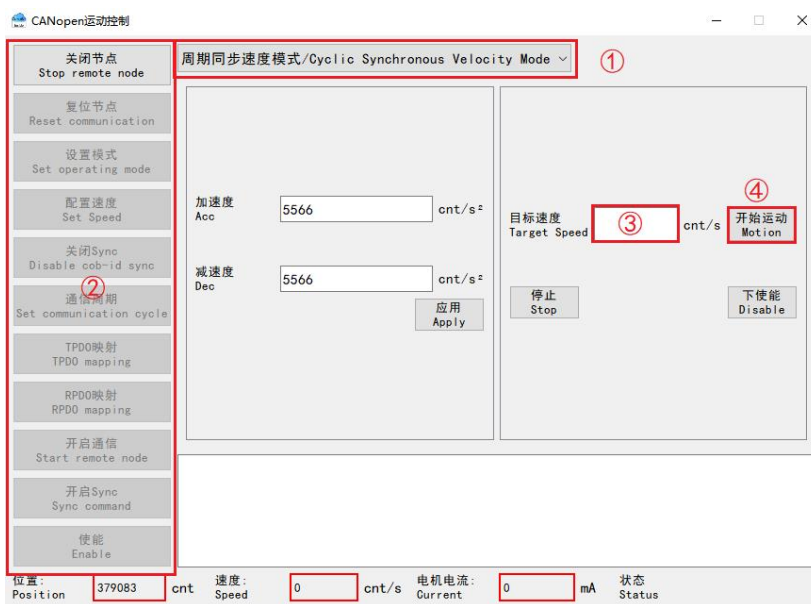 CANopen运动控制
关闭节点
Stop remote node
复位节点
Reset communication
设置模式
Set operating mode
配置速度
Set Speed
关闭Sync
Disable cob-id sync
通信周期
②
Set communication cycle
TPDO映射
TPDO mapping
RPDO映射
RPDO mapping
开启通信
Start remote node
开启Sync
Sync command
使能
Enable
周期同步速度模式/Cyclic Synchronous Velocity Mode
①
加速度
Acc
5566
cnt/s²
减速度
Dec
5566
cnt/s²
应用
Apply
④
目标速度
Target Speed
③
cnt/s
开始运动
Motion
停止
Stop
下使能
Disable
位置:
Position
379083
cnt
速度:
Speed
0
cnt/s
电机电流:
Current
0
mA
状态
Status